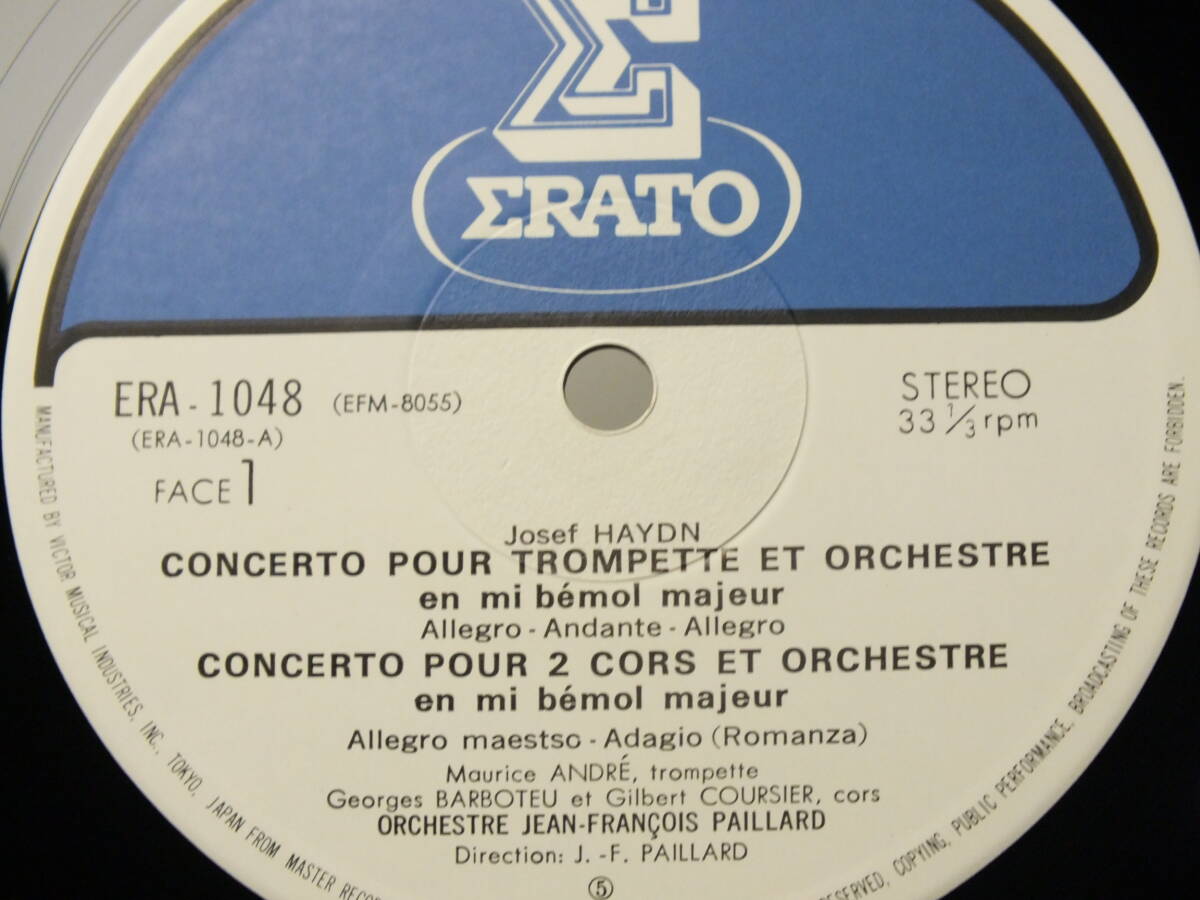 Σ
ΣRATO
ERA-1048 (EFM-8055)
(ERA-1048-A)
FACE 1
STEREO
33 1/3 rpm
Josef HAYDN
CONCERTO POUR TROMPETTE ET ORCHESTRE
en mi bémol majeur
Allegro - Andante - Allegro
CONCERTO POUR 2 CORS ET ORCHESTRE
en mi bémol majeur
Allegro maestso - Adagio (Romanza)
Maurice ANDRÉ, trompette
Georges BARBOTEU et Gilbert COURSIER, cors
ORCHESTRE JEAN-FRANÇOIS PAILLARD
Direction: J. -F. PAILLARD
⑤
MANUFACTURED BY VICTOR MUSICAL INDUSTRIES, INC., TOKYO, JAPAN FROM MASTER
COPYING, PUBLIC PERFORMANCE, BROADCASTING OF THESE RECORDS ARE FORBIDDEN.